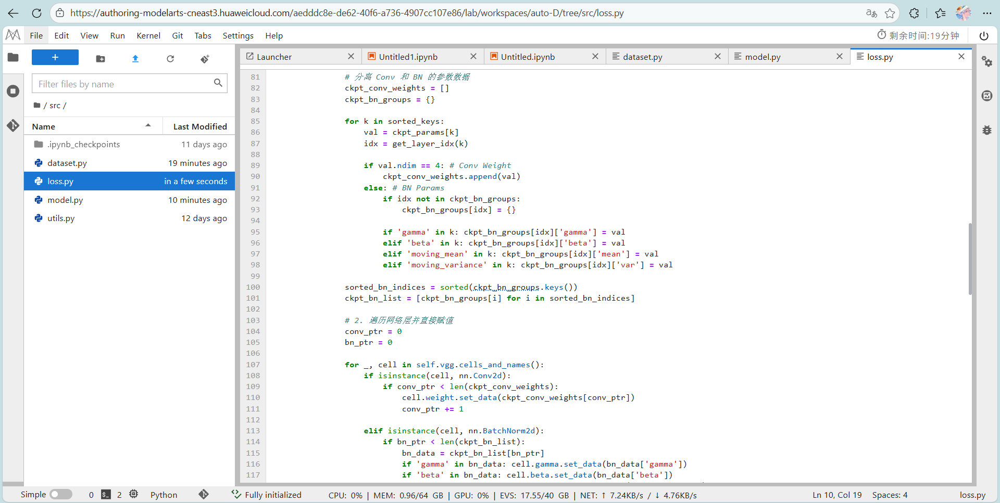 https://authoring-modelarts-cneast3.huaweicloud.com/aedddc8e-de62-40f6-a736-4907cc107e86/lab/workspaces/auto-D/tree/src/loss.py
File Edit View Run Kernel Git Tabs Settings Help
剩余时间:19分钟
Launcher
Untitled1.ipynb
Untitled.ipynb
dataset.py
model.py
loss.py
Filter files by name
/ src /
Name Last Modified
.ipynb_checkpoints 11 days ago
dataset.py 19 minutes ago
loss.py in a few seconds
model.py 10 minutes ago
utils.py 12 days ago
81 # 分离 Conv 和 BN 的参数数据
82 ckpt_conv_weights = []
83 ckpt_bn_groups = {}
84
85 for k in sorted_keys:
86 val = ckpt_params[k]
87 idx = get_layer_idx(k)
88
89 if val.ndim == 4: # Conv Weight
90 ckpt_conv_weights.append(val)
91 else: # BN Params
92 if idx not in ckpt_bn_groups:
93 ckpt_bn_groups[idx] = {}
94
95 if 'gamma' in k: ckpt_bn_groups[idx]['gamma'] = val
96 elif 'beta' in k: ckpt_bn_groups[idx]['beta'] = val
97 elif 'moving_mean' in k: ckpt_bn_groups[idx]['mean'] = val
98 elif 'moving_variance' in k: ckpt_bn_groups[idx]['var'] = val
99
100 sorted_bn_indices = sorted(ckpt_bn_groups.keys())
101 ckpt_bn_list = [ckpt_bn_groups[i] for i in sorted_bn_indices]
102
103 # 2. 遍历网络层并直接赋值
104 conv_ptr = 0
105 bn_ptr = 0
106
107 for _, cell in self.vgg.cells_and_names():
108 if isinstance(cell, nn.Conv2d):
109 if conv_ptr < len(ckpt_conv_weights):
110 cell.weight.set_data(ckpt_conv_weights[conv_ptr])
111 conv_ptr += 1
112
113 elif isinstance(cell, nn.BatchNorm2d):
114 if bn_ptr < len(ckpt_bn_list):
115 bn_data = ckpt_bn_list[bn_ptr]
116 if 'gamma' in bn_data: cell.gamma.set_data(bn_data['gamma'])
117 if 'beta' in bn_data: cell.beta.set_data(bn_data['beta'])
Simple 0 2 Python Fully initialized CPU: 0% | MEM: 0.96/64 GB | GPU: 0% | EVS: 17.55/40 GB | NET: ↑ 7.24KB/s / ↓ 4.76KB/s Ln 10, Col 19 Spaces: 4 loss.py